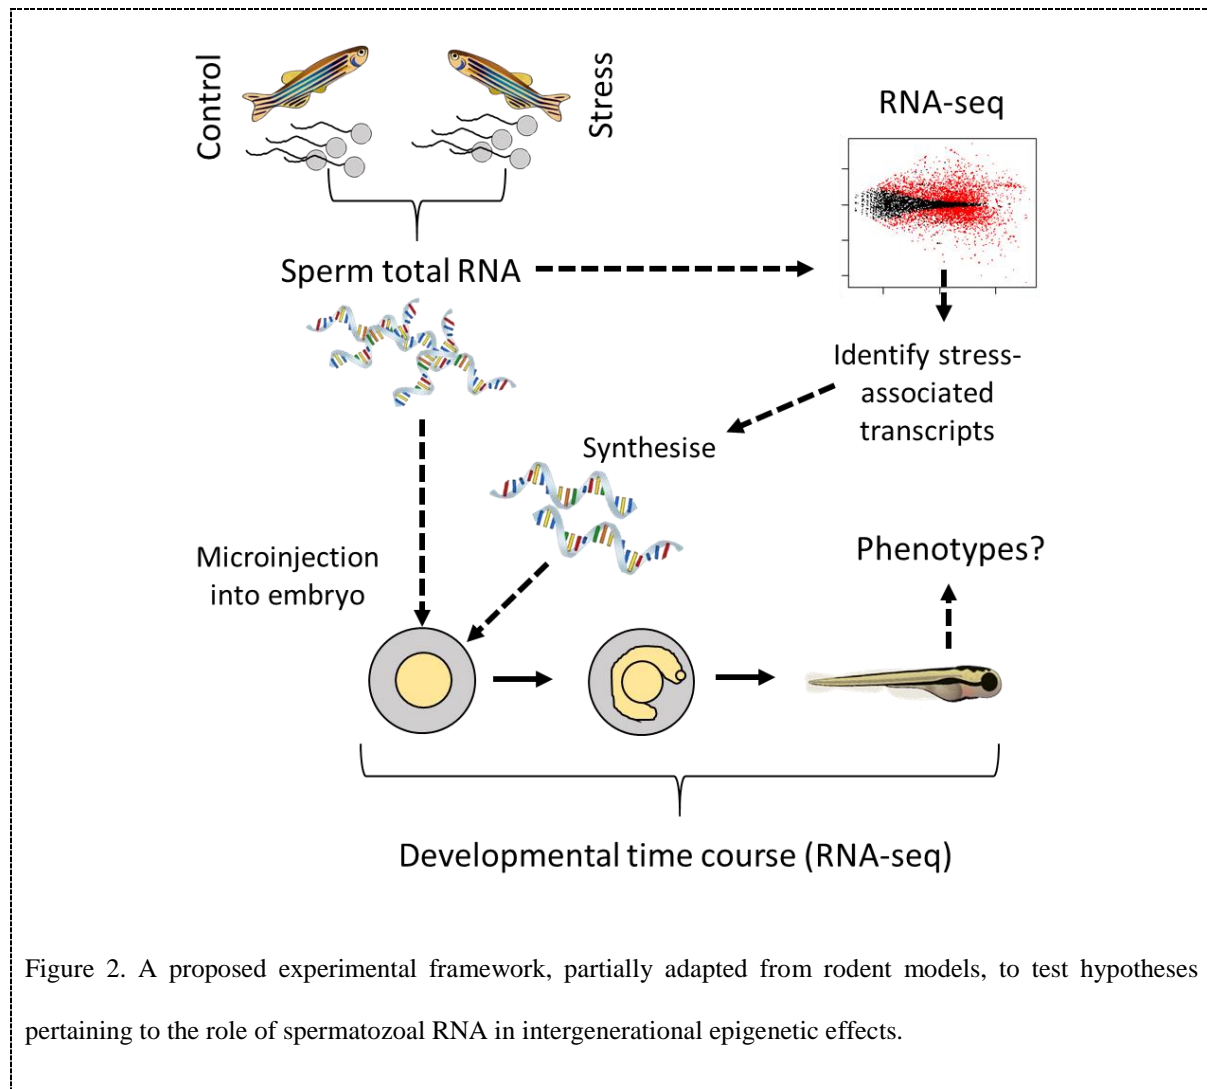 Control
Stress
RNA-seq
Sperm total RNA
Identify stress-
associated
transcripts
Synthesise
Microinjection
into embryo
Phenotypes?
Developmental time course (RNA-seq)
Figure 2. A proposed experimental framework, partially adapted from rodent models, to test hypotheses
pertaining to the role of spermatozoal RNA in intergenerational epigenetic effects.